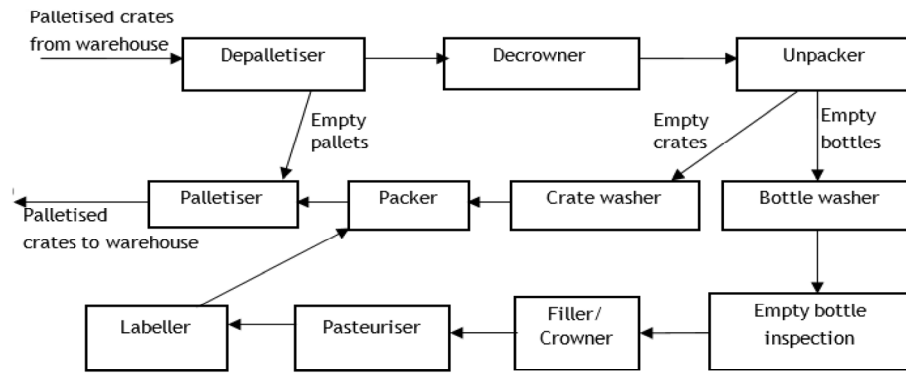 Palletised crates
from warehouse
Depalletiser
Decrowner
Unpacker
Empty
pallets
Empty
crates
Empty
bottles
Palletiser
Packer
Crate washer
Bottle washer
Palletised
crates to warehouse
Labeller
Pasteuriser
Filler/
Crowner
Empty bottle
inspection